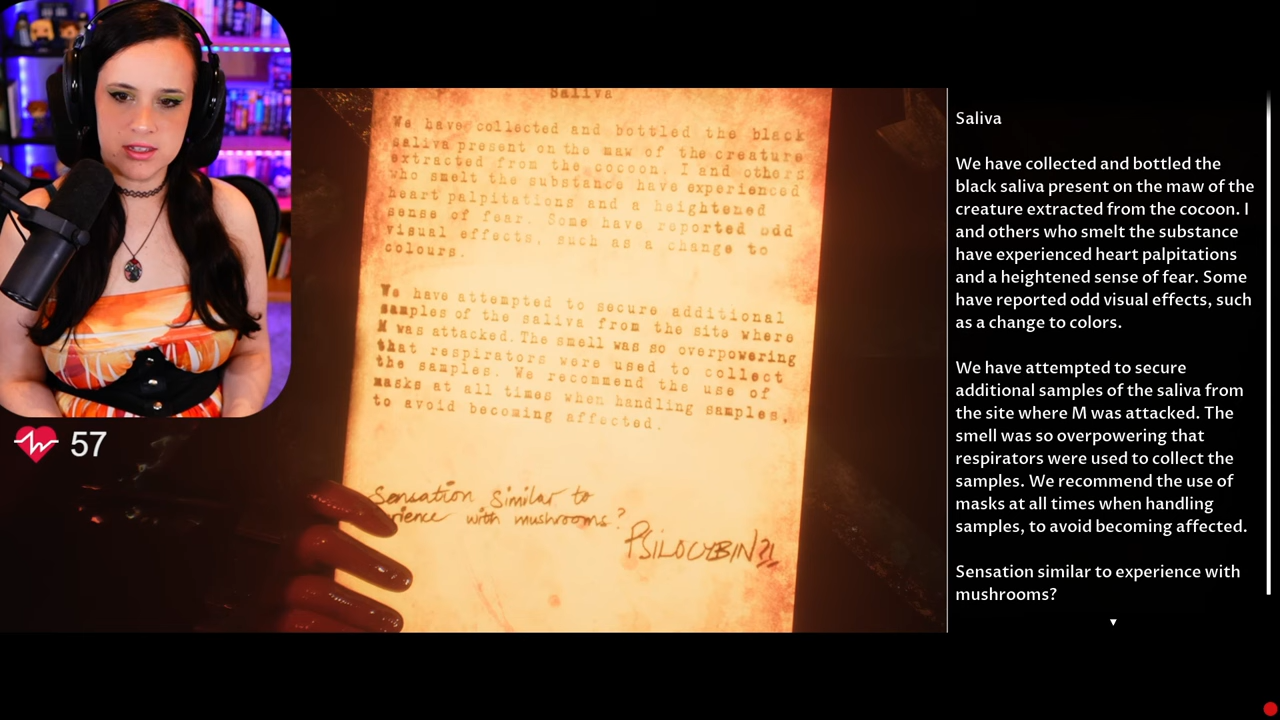 57
Saliva
We have collected and bottled the black
saliva present on the maw of the creature
extracted from the cocoon. I and others
who smelt the substance have experienced
heart palpitations and a heightened
sense of fear. Some have reported odd
visual effects, such as a change to
colours.
We have attempted to secure additional
samples of the saliva from the site where
M was attacked. The smell was so overpowering
that respirators were used to collect
the samples. We recommend the use of
masks at all times when handling samples,
to avoid becoming affected.
Sensation similar to
erience with mushrooms?
PSILOCYBIN?!
Saliva
We have collected and bottled the
black saliva present on the maw of the
creature extracted from the cocoon. I
and others who smelt the substance
have experienced heart palpitations
and a heightened sense of fear. Some
have reported odd visual effects, such
as a change to colors.
We have attempted to secure
additional samples of the saliva from
the site where M was attacked. The
smell was so overpowering that
respirators were used to collect the
samples. We recommend the use of
masks at all times when handling
samples, to avoid becoming affected.
Sensation similar to experience with
mushrooms?